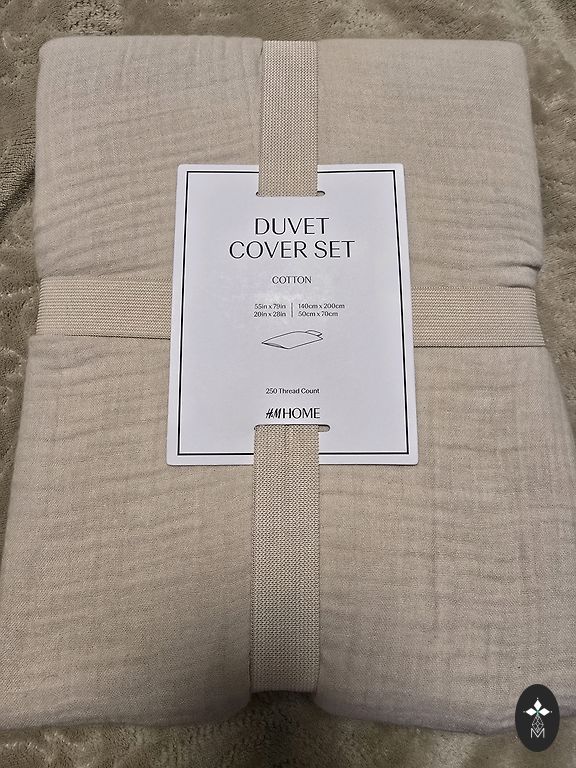 DUVET
COVER SET
COTTON
55in x 79in | 140cm x 200cm
20in x 28in | 50cm x 70cm
250 Thread Count
H&M HOME
M